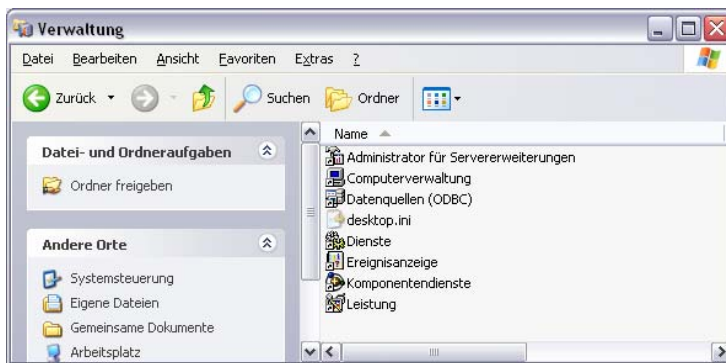 Verwaltung
Datei Bearbeiten Ansicht Favoriten Extras ?
Zurück Suchen Ordner
Datei- und Ordneraufgaben
Ordner freigeben
Andere Orte
Systemsteuerung
Eigene Dateien
Gemeinsame Dokumente
Arbeitsplatz
Name
Administrator für Servererweiterungen
Computerverwaltung
Datenquellen (ODBC)
desktop.ini
Dienste
Ereignisanzeige
Komponentendienste
Leistung